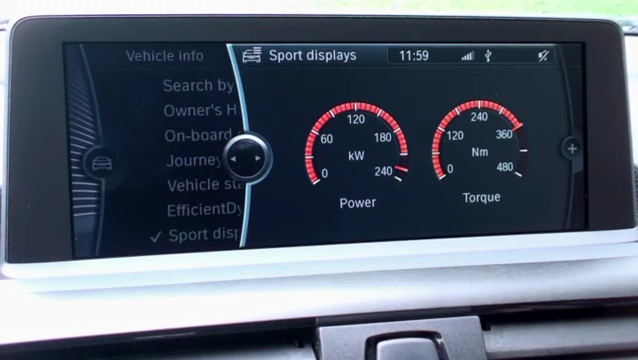 Vehicle info
Sport displays
11:59
Search by
Owner's H
On-board
Journey
Vehicle st
EfficientDy
Sport disp
0
60
120
180
240
kW
Power
0
120
240
360
480
Nm
Torque